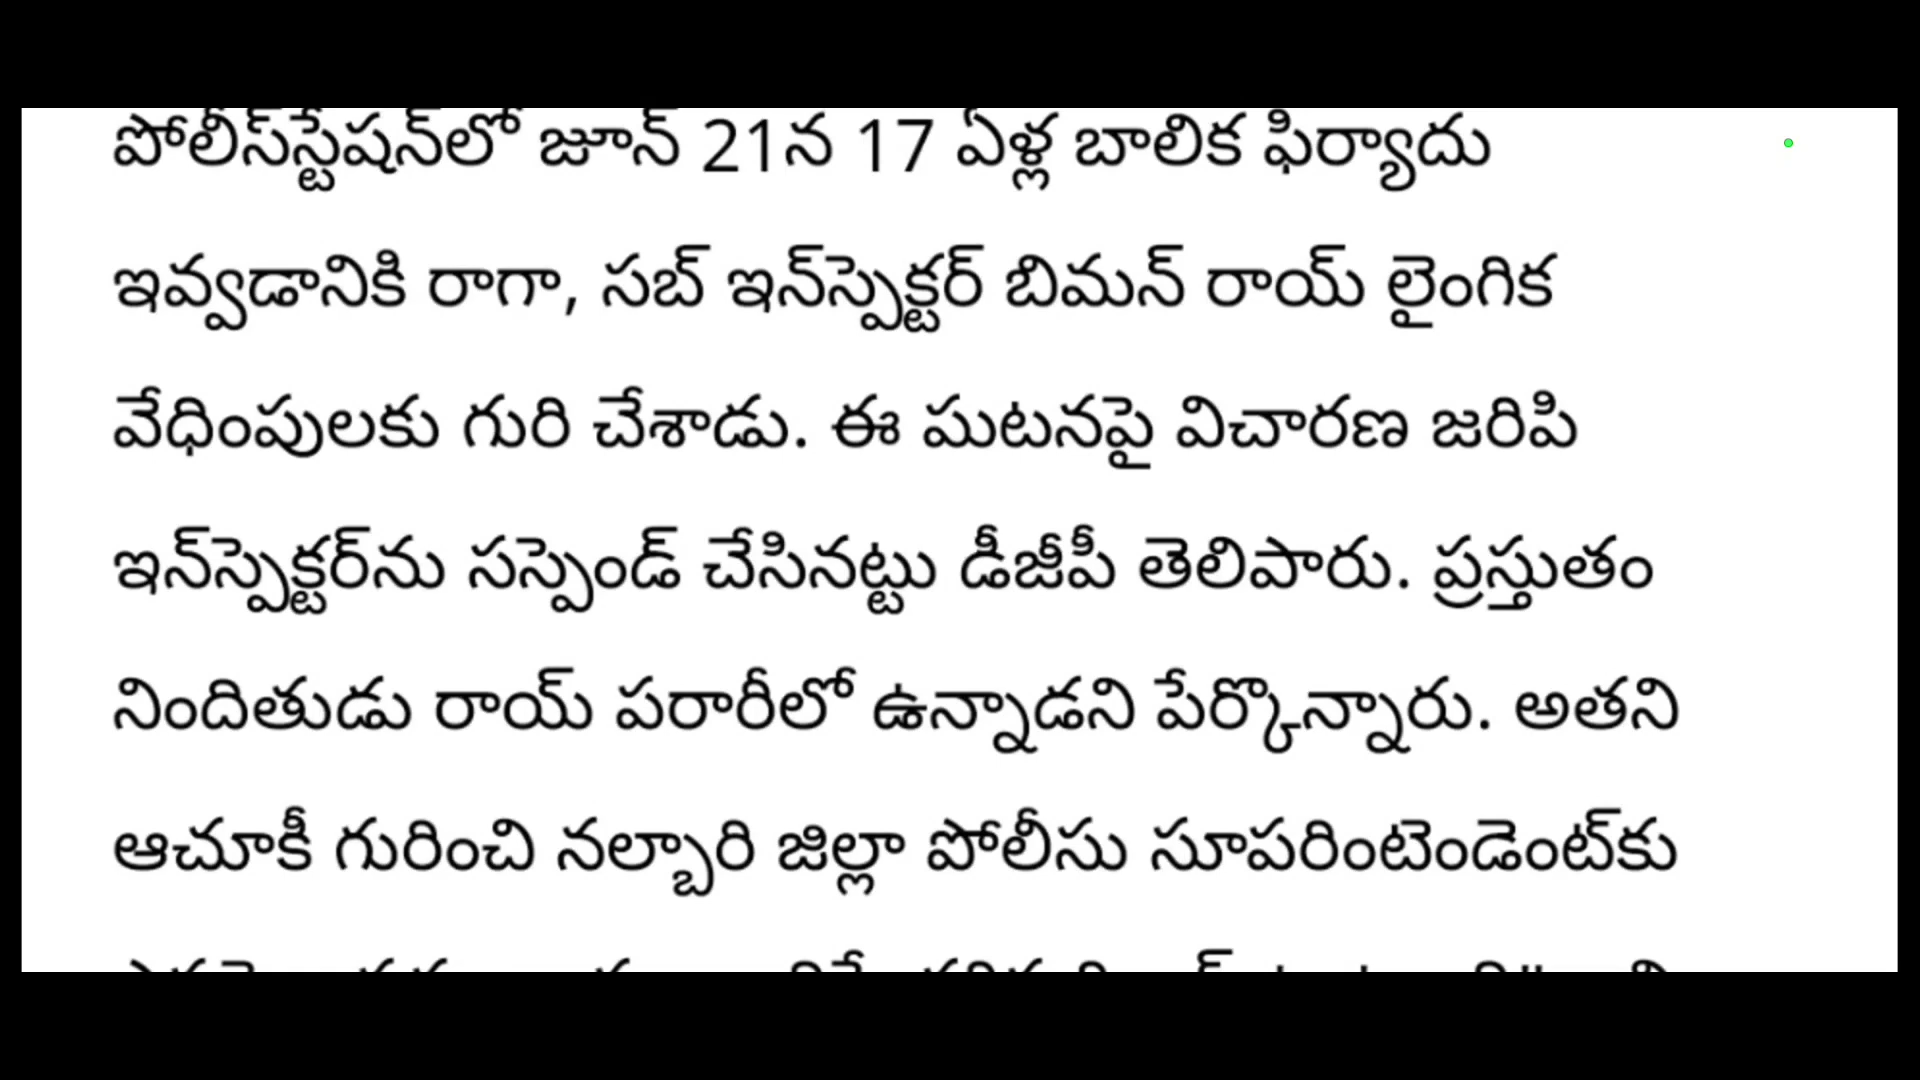 పోలీస్‌స్టేషన్‌లో జూన్ 21న 17 ఏళ్ల బాలిక ఫిర్యాదు
ఇవ్వడానికి రాగా, సబ్ ఇన్‌స్పెక్టర్ బిమన్ రాయ్ లైంగిక
వేధింపులకు గురి చేశాడు. ఈ ఘటనపై విచారణ జరిపి
ఇన్‌స్పెక్టర్‌ను సస్పెండ్ చేసినట్టు డీజీపీ తెలిపారు. ప్రస్తుతం
నిందితుడు రాయ్ పరారీలో ఉన్నాడని పేర్కొన్నారు. అతని
ఆచూకీ గురించి నల్బారి జిల్లా పోలీసు సూపరింటెండెంట్‌కు